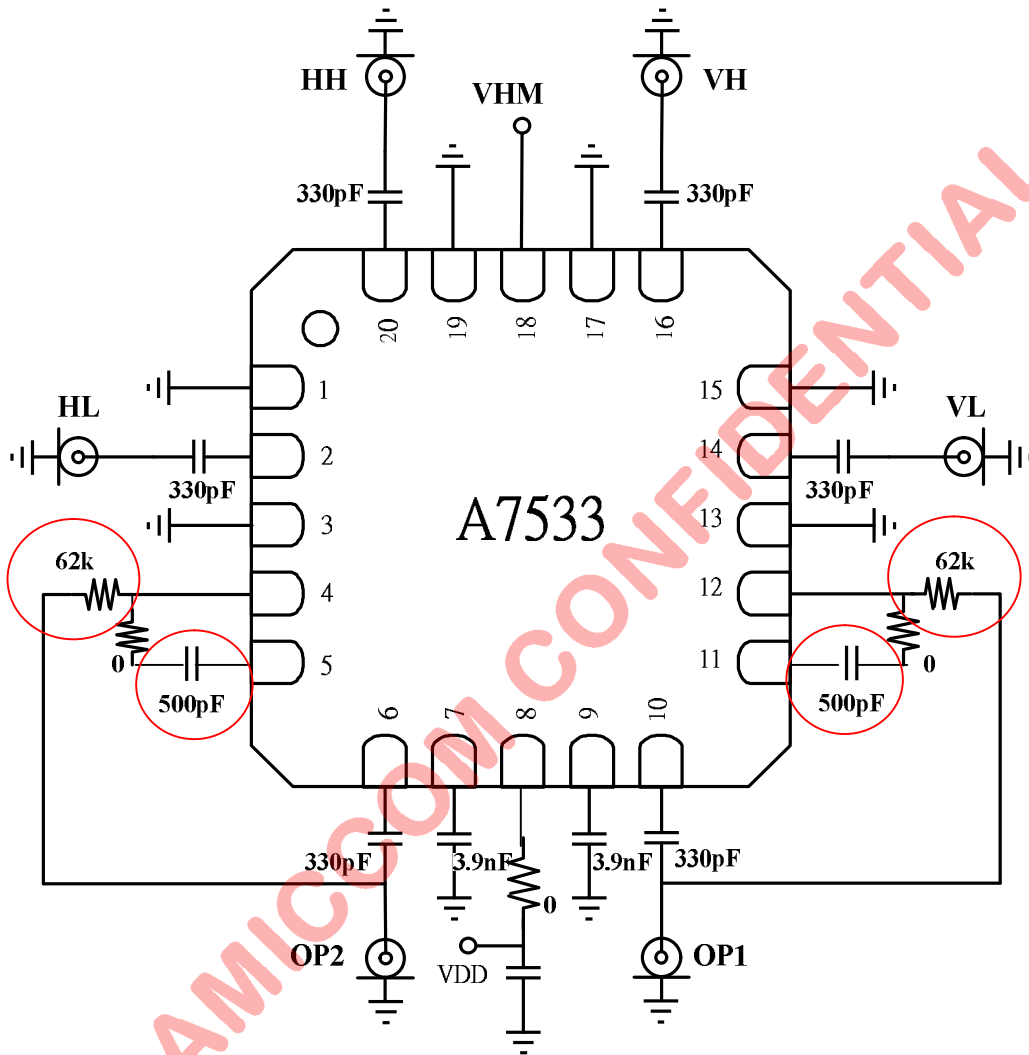 HH
VH
VHM
330pF
330pF
20
19
18
17
16
1
15
HL
VL
2
14
330pF
330pF
A7533
3
13
62k
62k
4
12
0
0
5
11
500pF
500pF
6
7
8
9
10
330pF
3.9nF
3.9nF
330pF
0
OP2
VDD
OP1
AMICCOM CONFIDENTIAL